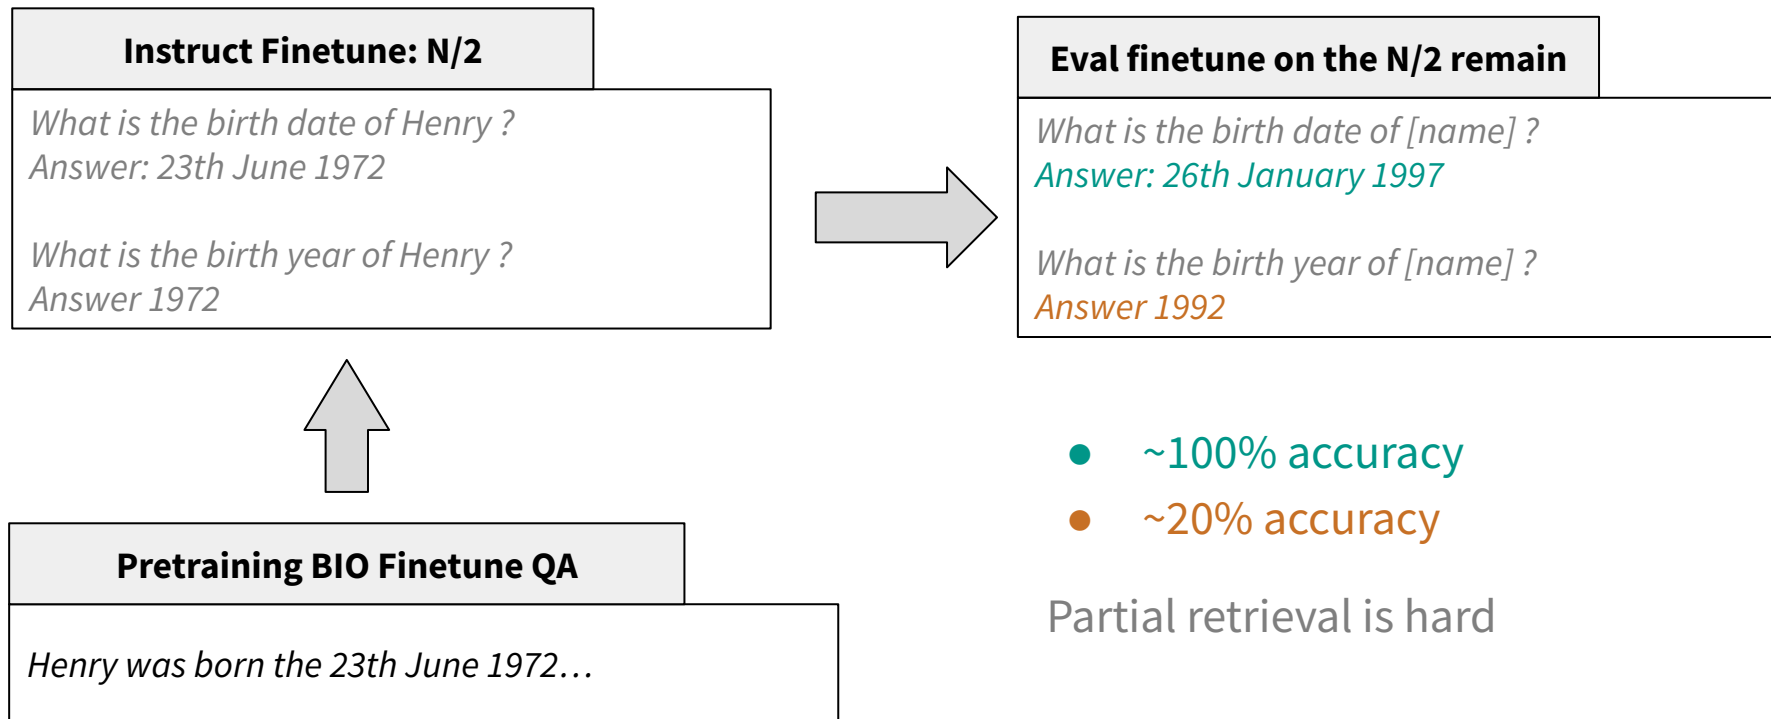 Instruct Finetune: N/2
What is the birth date of Henry ?
Answer: 23th June 1972
What is the birth year of Henry ?
Answer 1972
Eval finetune on the N/2 remain
What is the birth date of [name] ?
Answer: 26th January 1997
What is the birth year of [name] ?
Answer 1992
● ~100% accuracy
● ~20% accuracy
Partial retrieval is hard
Pretraining BIO Finetune QA
Henry was born the 23th June 1972…